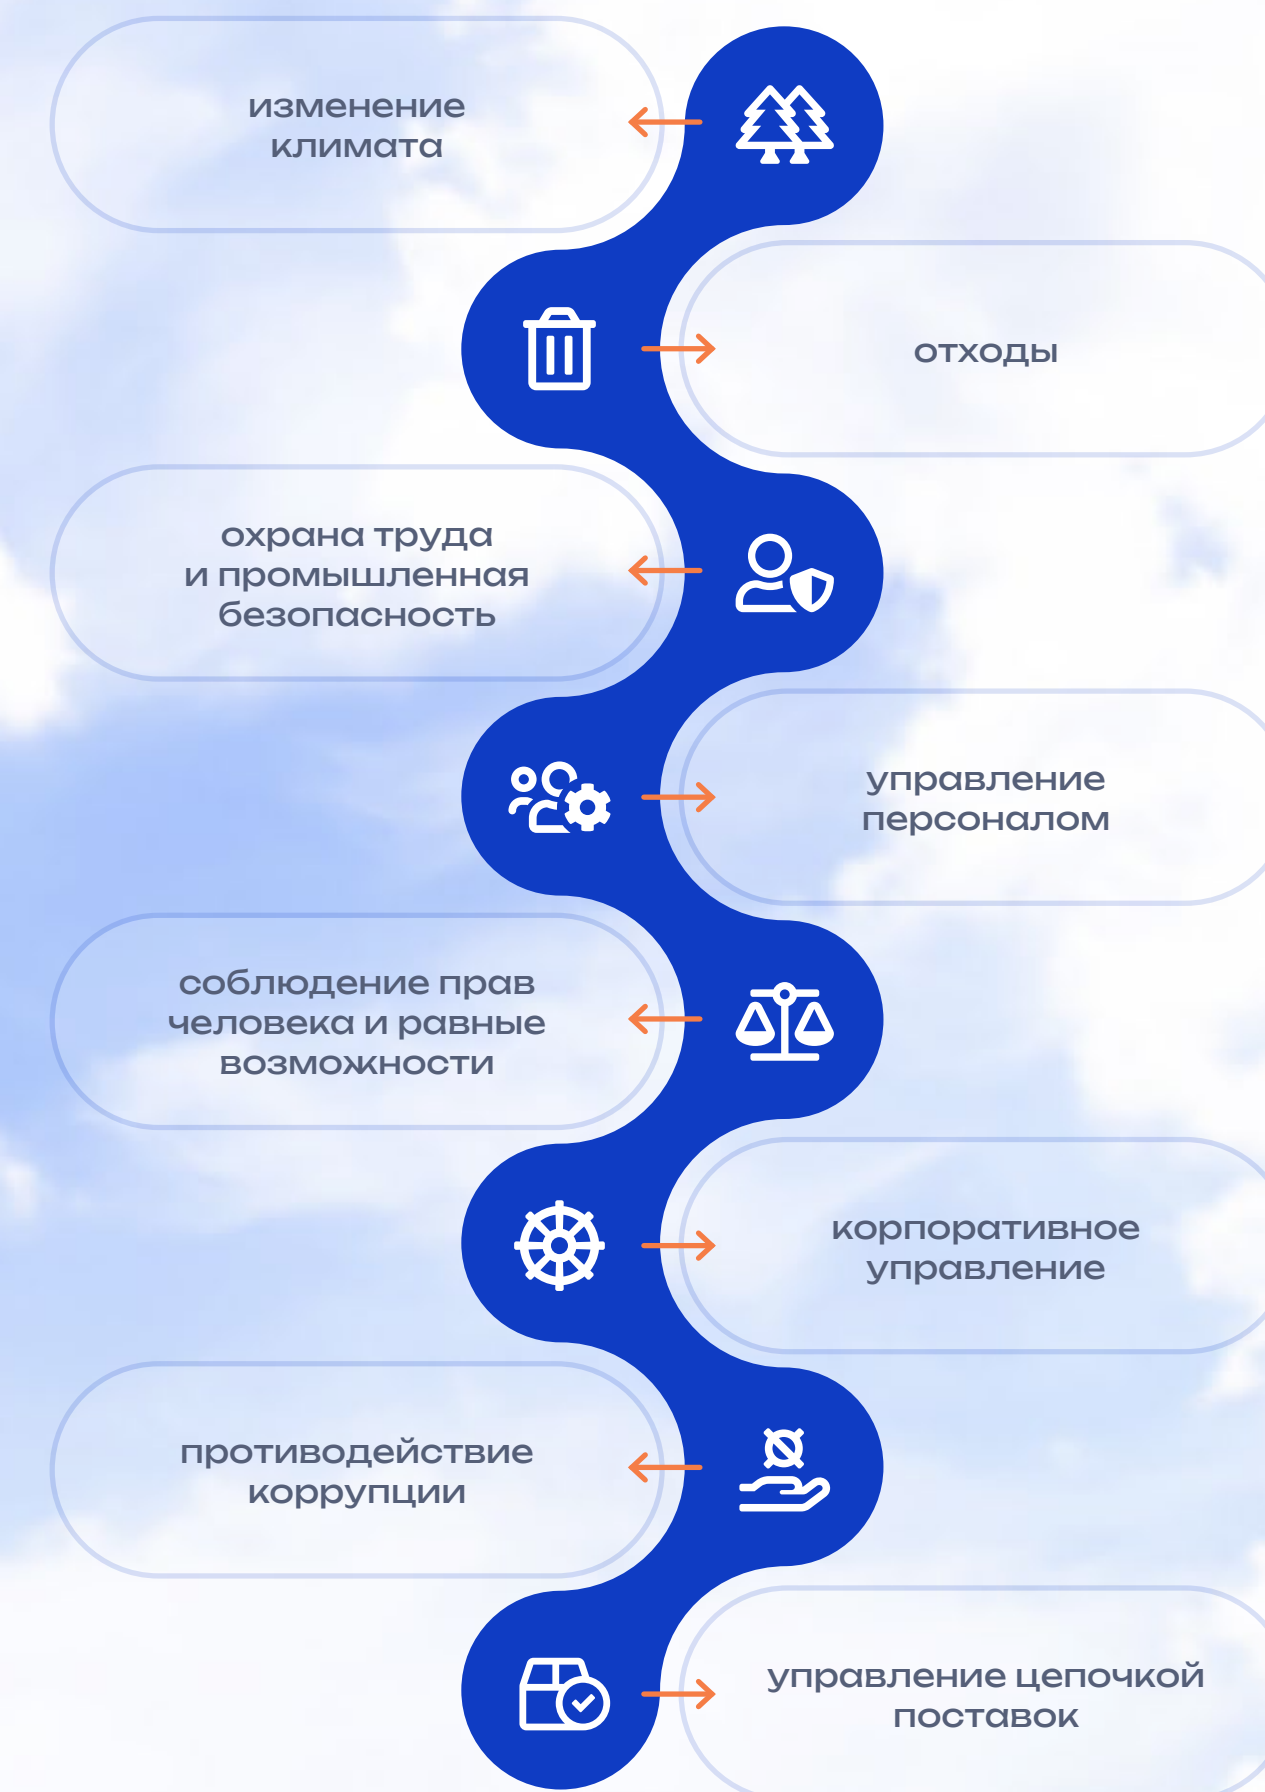 изменение
климата
отходы
охрана труда
и промышленная
безопасность
управление
персоналом
соблюдение прав
человека и равные
возможности
корпоративное
управление
противодействие
коррупции
управление цепочкой
поставок